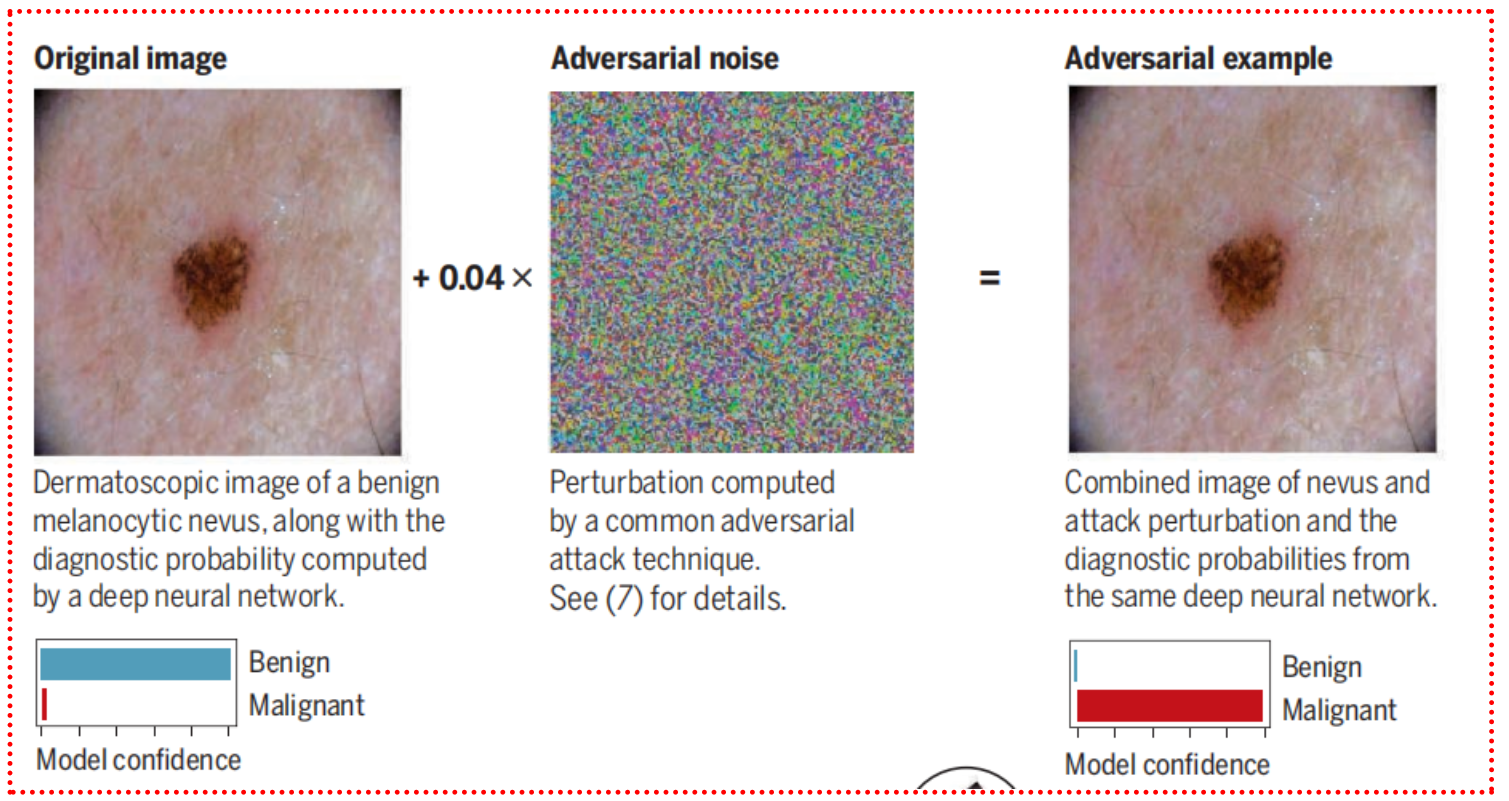 Original image
Adversarial noise
Adversarial example
+ 0.04 ×
=
Dermatoscopic image of a benign
melanocytic nevus, along with the
diagnostic probability computed
by a deep neural network.
Perturbation computed
by a common adversarial
attack technique.
See (7) for details.
Combined image of nevus and
attack perturbation and the
diagnostic probabilities from
the same deep neural network.
Benign
Malignant
Model confidence
Benign
Malignant
Model confidence